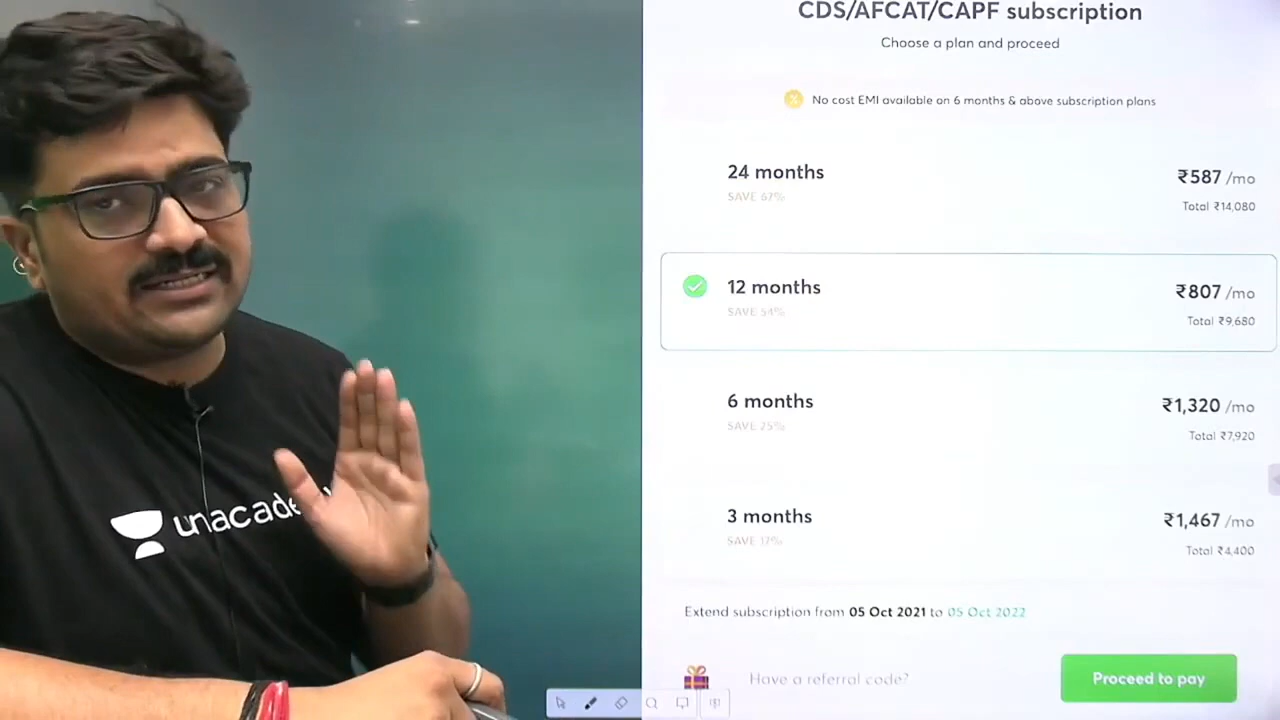 CDS/AFCAT/CAPF subscription
Choose a plan and proceed
No cost EMI available on 6 months & above subscription plans
24 months
₹587 /mo
SAVE 67%
Total ₹14,080
12 months
₹807 /mo
SAVE 54%
Total ₹9,680
6 months
₹1,320 /mo
SAVE 25%
Total ₹7,920
3 months
₹1,467 /mo
SAVE 17%
Total ₹4,400
Extend subscription from 05 Oct 2021 to 05 Oct 2022
Have a referral code?
Proceed to pay
unacade